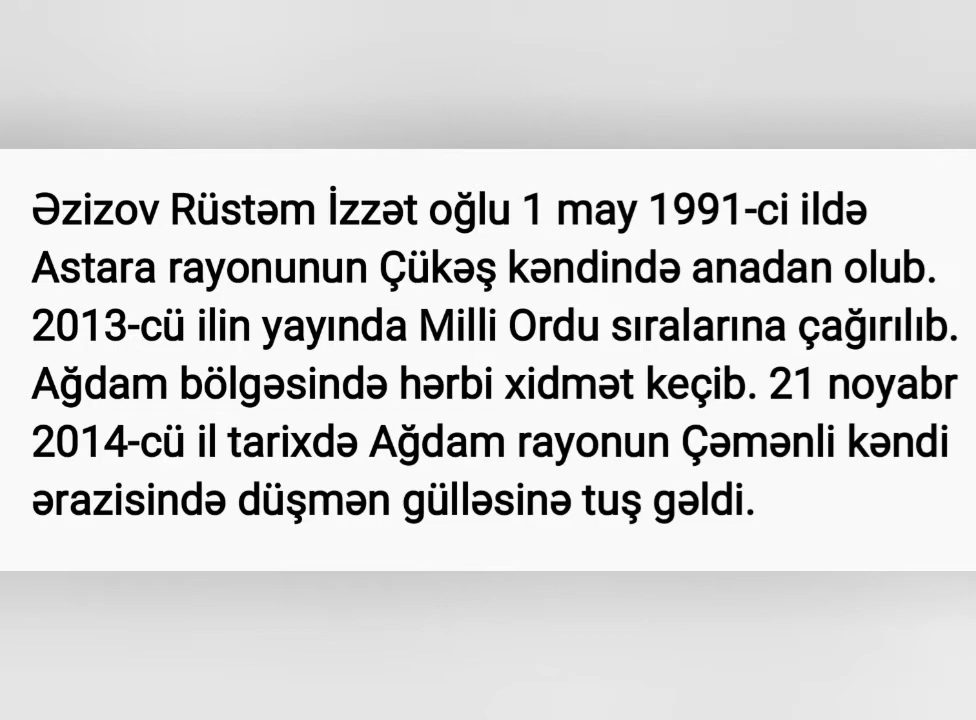 Əzizov Rüstəm İzzət oğlu 1 may 1991-ci ildə
Astara rayonunun Çükəş kəndində anadan olub.
2013-cü ilin yayında Milli Ordu sıralarına çağırılıb.
Ağdam bölgəsində hərbi xidmət keçib. 21 noyabr
2014-cü il tarixdə Ağdam rayonun Çəmənli kəndi
ərazisində düşmən gülləsinə tuş gəldi.